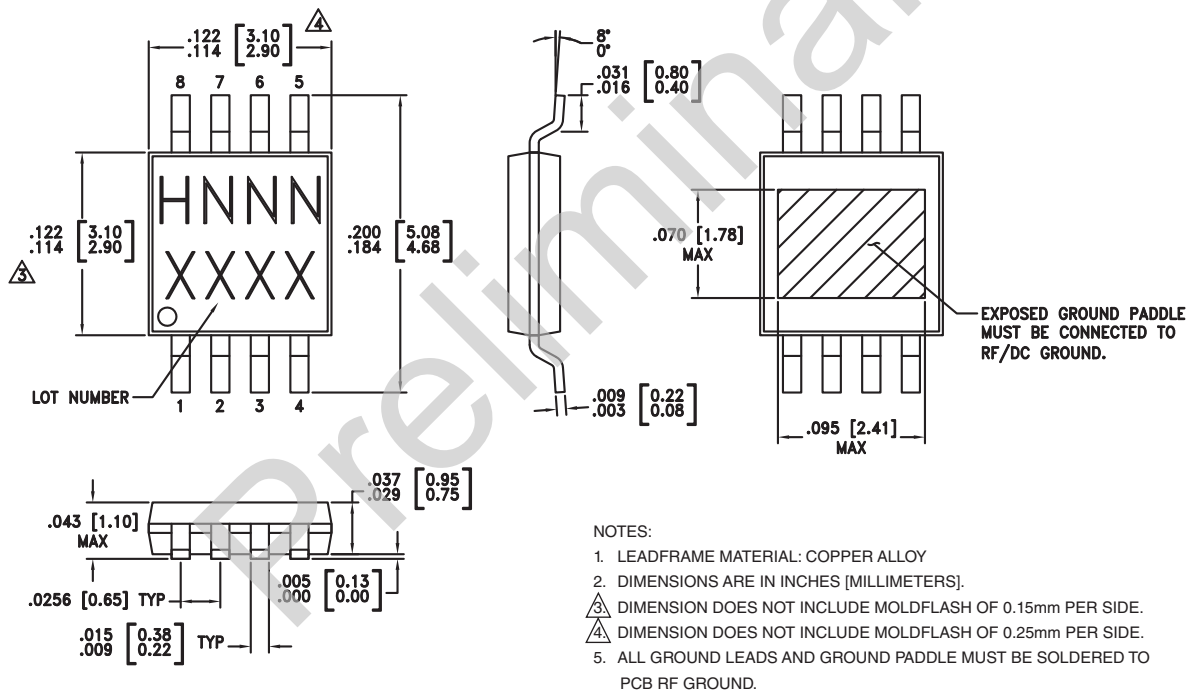 .122 [3.10]
.114 [2.90]
4
8 7 6 5
HNNN
XXXX
.122 [3.10]
.114 [2.90]
3
.200 [5.08]
.184 [4.68]
LOT NUMBER
1 2 3 4
8°
0°
.031 [0.80]
.016 [0.40]
.009 [0.22]
.003 [0.08]
.070 [1.78]
MAX
EXPOSED GROUND PADDLE
MUST BE CONNECTED TO
RF/DC GROUND.
.095 [2.41]
MAX
.037 [0.95]
.029 [0.75]
.043 [1.10]
MAX
.005 [0.13]
.000 [0.00]
.0256 [0.65] TYP
.015 [0.38] TYP
.009 [0.22]
NOTES:
1. LEADFRAME MATERIAL: COPPER ALLOY
2. DIMENSIONS ARE IN INCHES [MILLIMETERS].
3. DIMENSION DOES NOT INCLUDE MOLDFLASH OF 0.15mm PER SIDE.
4. DIMENSION DOES NOT INCLUDE MOLDFLASH OF 0.25mm PER SIDE.
5. ALL GROUND LEADS AND GROUND PADDLE MUST BE SOLDERED TO
PCB RF GROUND.
Prelimina